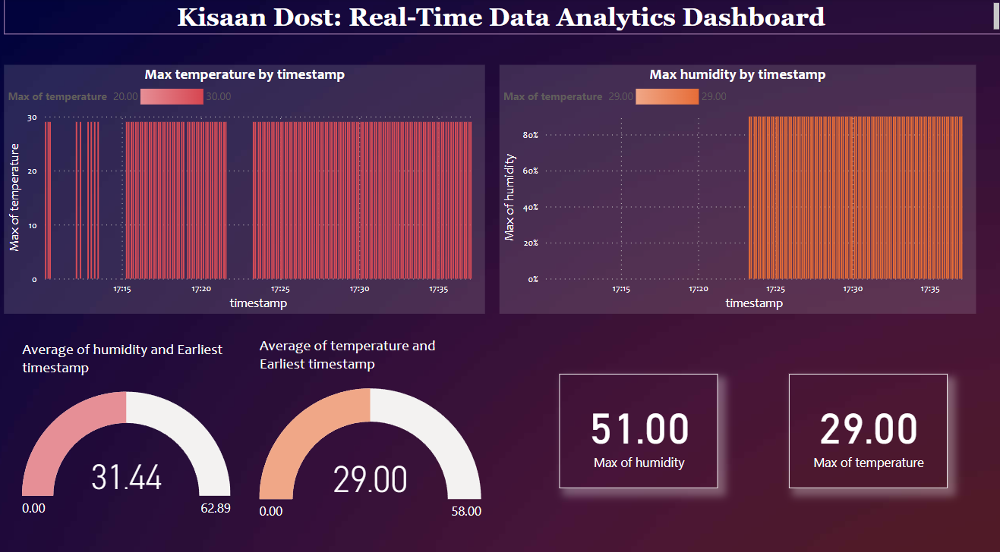 Kisaan Dost: Real-Time Data Analytics Dashboard
Max temperature by timestamp
Max of temperature 20.00 30.00
30
20
10
0
Max of temperature
17:15 17:20 17:25 17:30 17:35
timestamp
Max humidity by timestamp
Max of temperature 29.00 29.00
80%
60%
40%
20%
0%
Max of humidity
17:15 17:20 17:25 17:30 17:35
timestamp
Average of humidity and Earliest
timestamp
31.44
0.00 62.89
Average of temperature and
Earliest timestamp
29.00
0.00 58.00
51.00
Max of humidity
29.00
Max of temperature